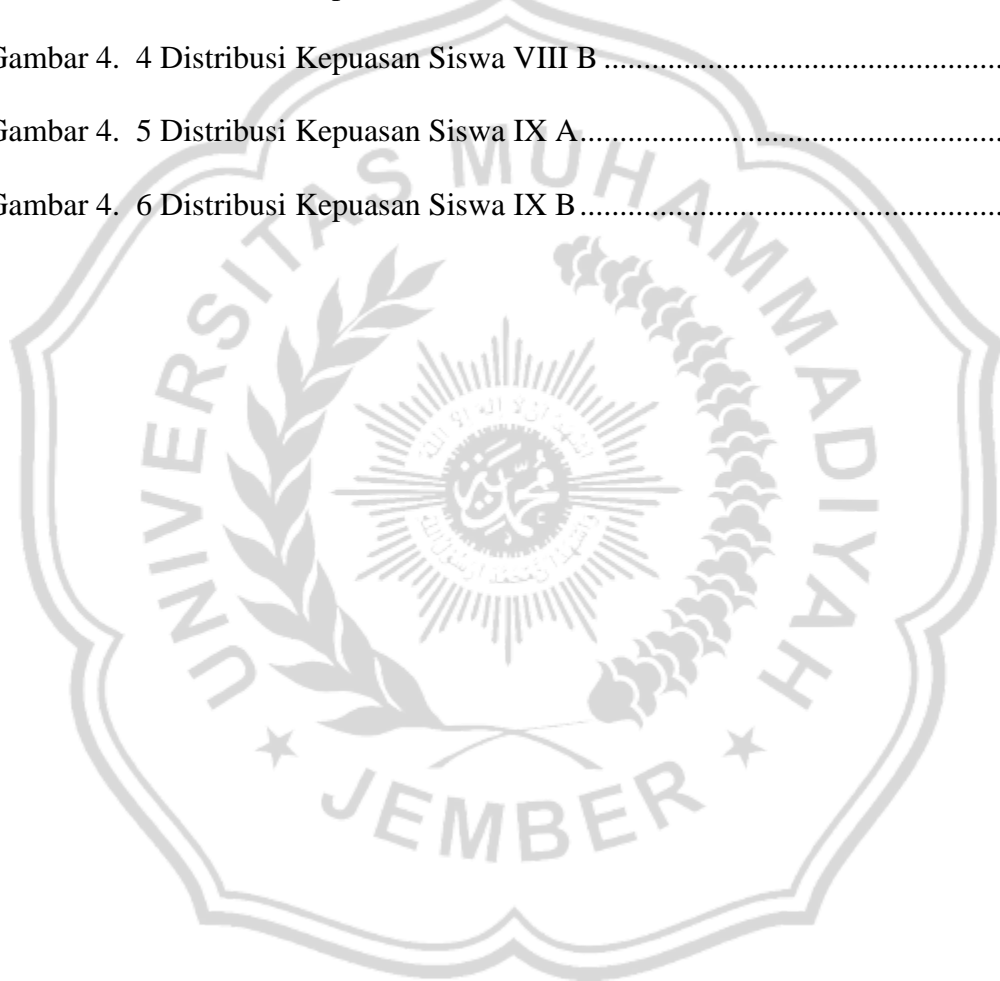 Gambar 4.  4 Distribusi Kepuasan Siswa VIII B ................................................
Gambar 4.  5 Distribusi Kepuasan Siswa IX A....................................................
Gambar 4.  6 Distribusi Kepuasan Siswa IX B....................................................
UNIVERSITAS MUHAMMADIYAH
JEMBER
محمد